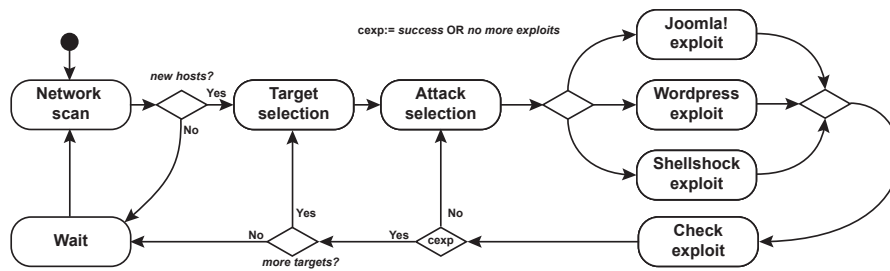 cexp:= success OR no more exploits
Joomla!
exploit
new hosts?
Network
scan
Yes
Target
selection
Attack
selection
Wordpress
exploit
No
Shellshock
exploit
Wait
No
Yes
more targets?
Yes
No
cexp
Check
exploit